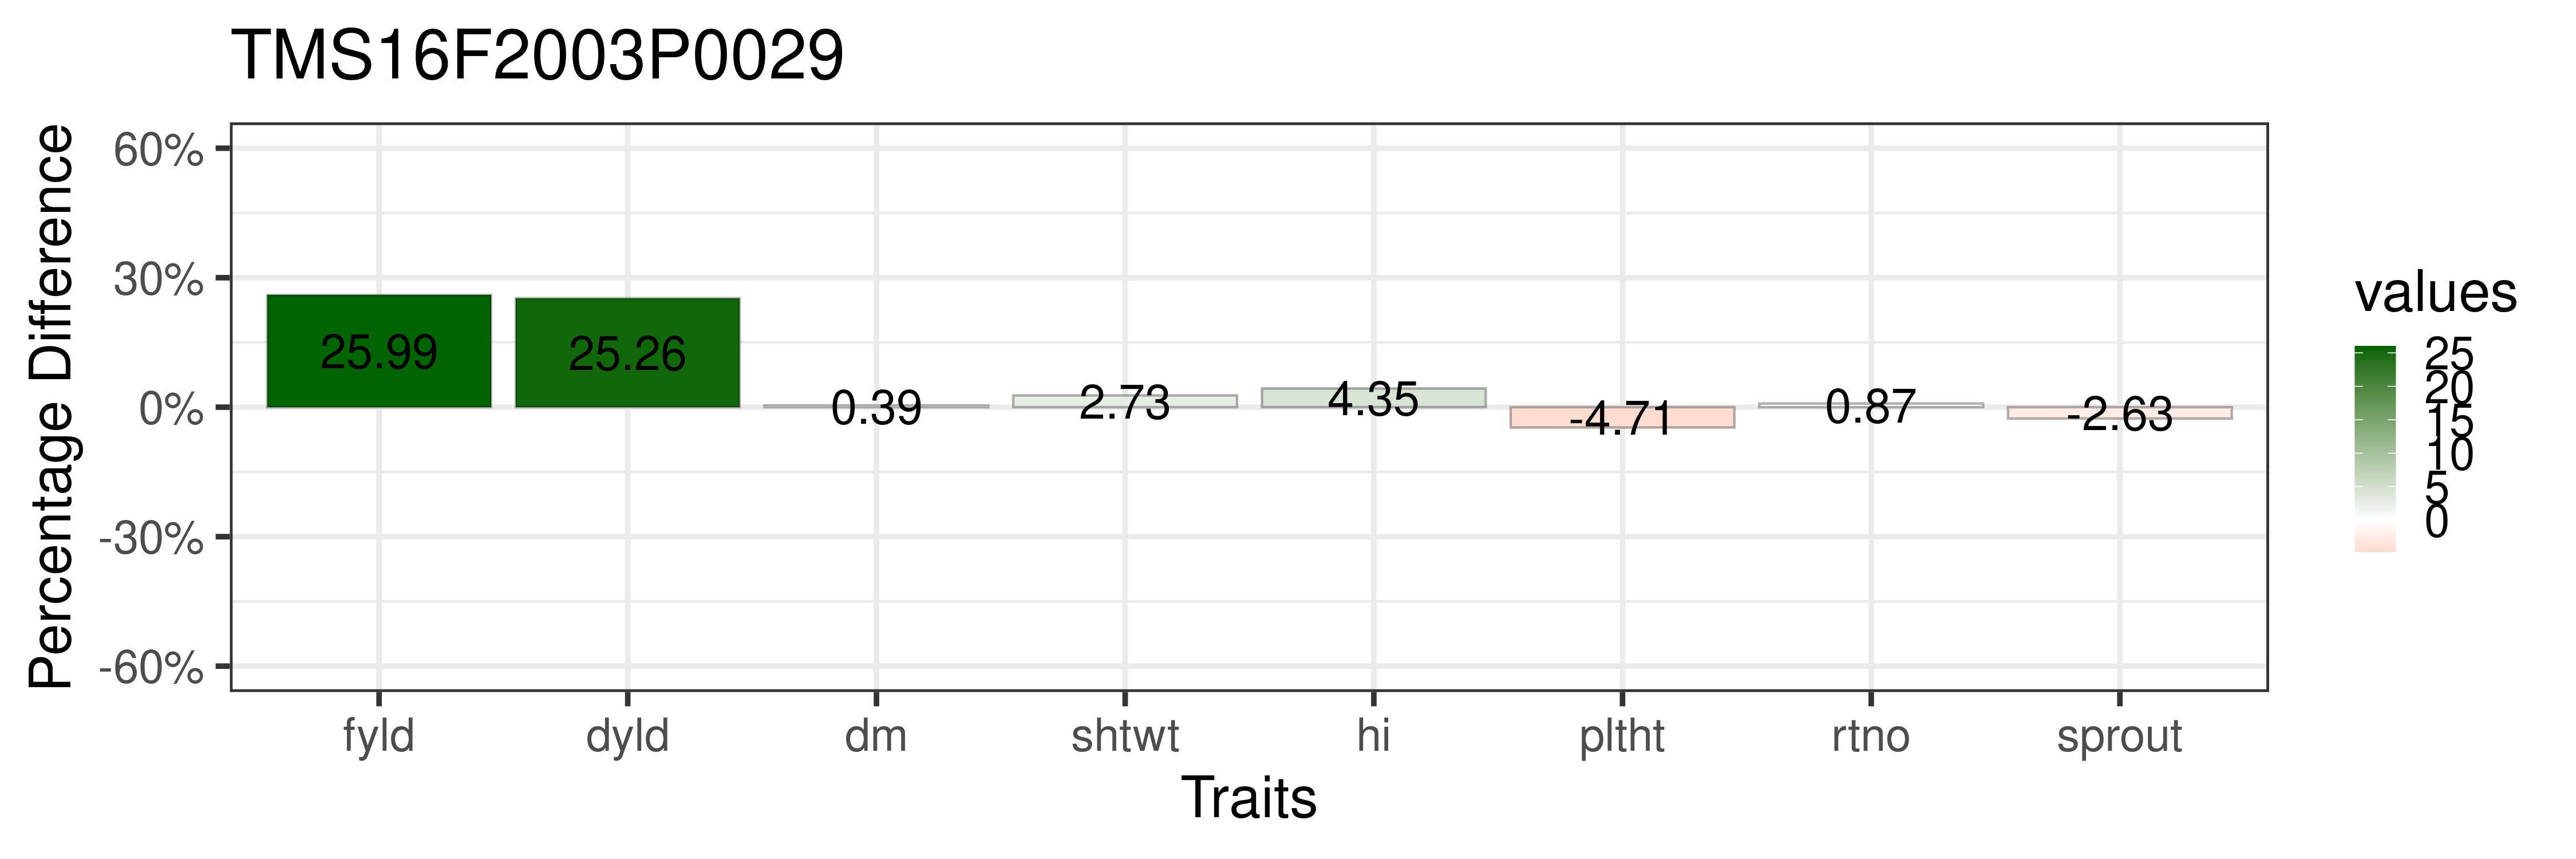 TMS16F2003P0029
Percentage Difference
60%
30%
0%
-30%
-60%
25.99
25.26
0.39
2.73
4.35
-4.71
0.87
-2.63
fyld
dyld
dm
shtwt
hi
pltht
rtno
sprout
Traits
values
25
20
15
10
5
0